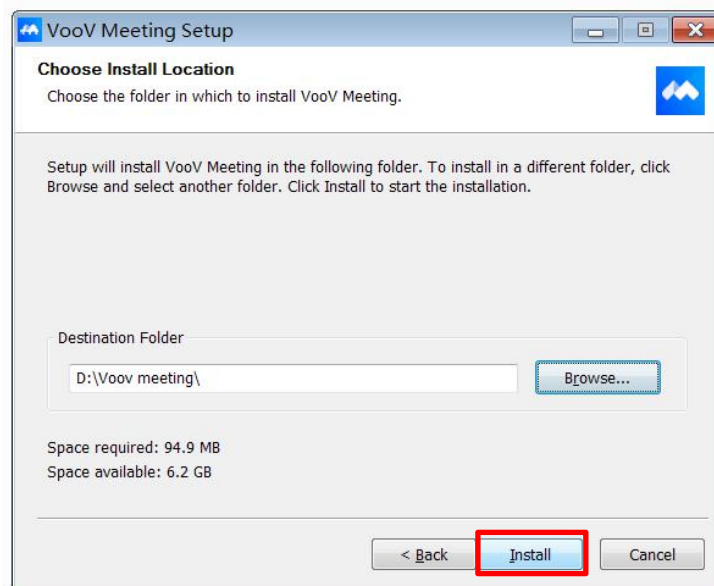 VooV Meeting Setup
Choose Install Location
Choose the folder in which to install VooV Meeting.
Setup will install VooV Meeting in the following folder. To install in a different folder, click
Browse and select another folder. Click Install to start the installation.
Destination Folder
D:\Voov meeting\
Browse...
Space required: 94.9 MB
Space available: 6.2 GB
< Back
Install
Cancel